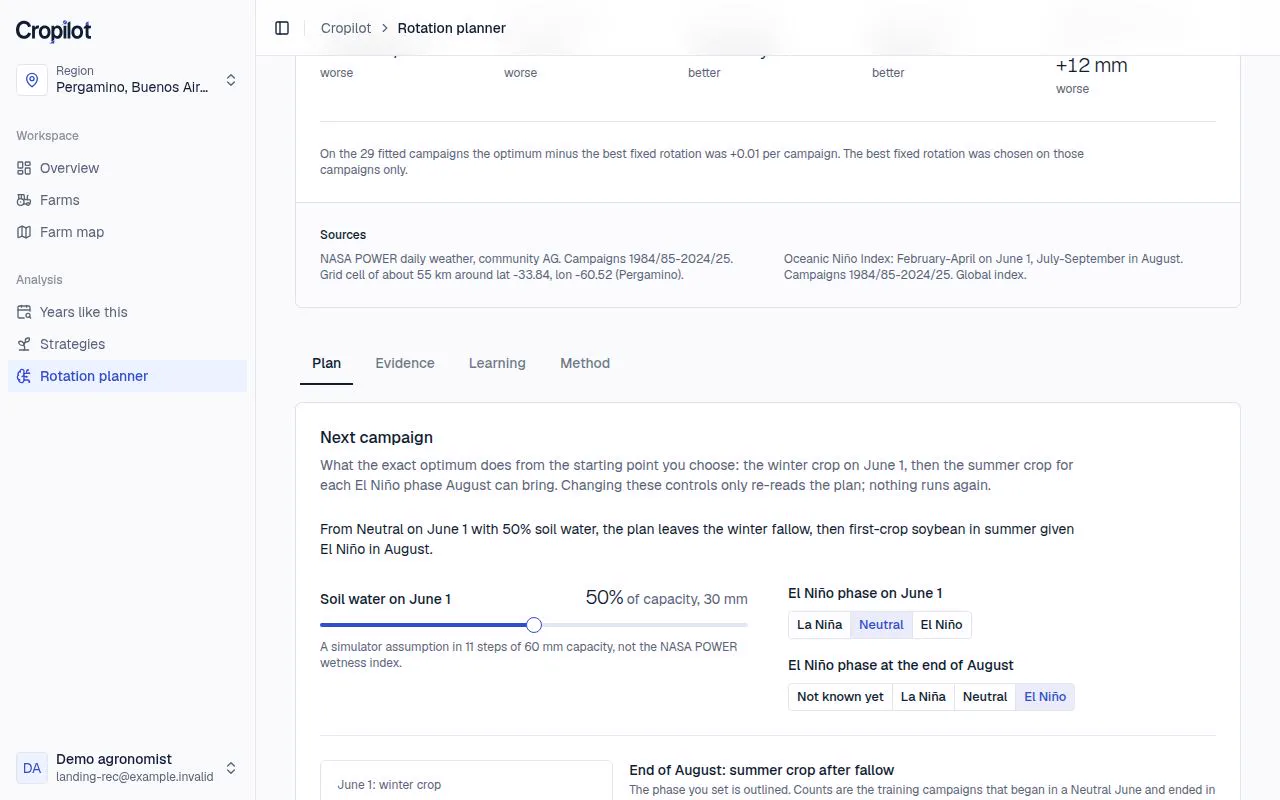 Cropilot
Region
Pergamino, Buenos Air...
Workspace
Overview
Farms
Farm map
Analysis
Years like this
Strategies
Rotation planner
DA
Demo agronomist
landing-rec@example.invalid
Cropilot > Rotation planner
worse
worse
better
better
+12 mm
worse
On the 29 fitted campaigns the optimum minus the best fixed rotation was +0.01 per campaign. The best fixed rotation was chosen on those
campaigns only.
Sources
NASA POWER daily weather, community AG. Campaigns 1984/85-2024/25.
Grid cell of about 55 km around lat -33.84, lon -60.52 (Pergamino).
Oceanic Niño Index: February-April on June 1, July-September in August.
Campaigns 1984/85-2024/25. Global index.
Plan Evidence Learning Method
Next campaign
What the exact optimum does from the starting point you choose: the winter crop on June 1, then the summer crop for
each El Niño phase August can bring. Changing these controls only re-reads the plan; nothing runs again.
From Neutral on June 1 with 50% soil water, the plan leaves the winter fallow, then first-crop soybean in summer given
El Niño in August.
Soil water on June 1 50% of capacity, 30 mm
A simulator assumption in 11 steps of 60 mm capacity, not the NASA POWER
wetness index.
El Niño phase on June 1
La Niña Neutral El Niño
El Niño phase at the end of August
Not known yet La Niña Neutral El Niño
June 1: winter crop
End of August: summer crop after fallow
The phase you set is outlined. Counts are the training campaigns that began in a Neutral June and ended in